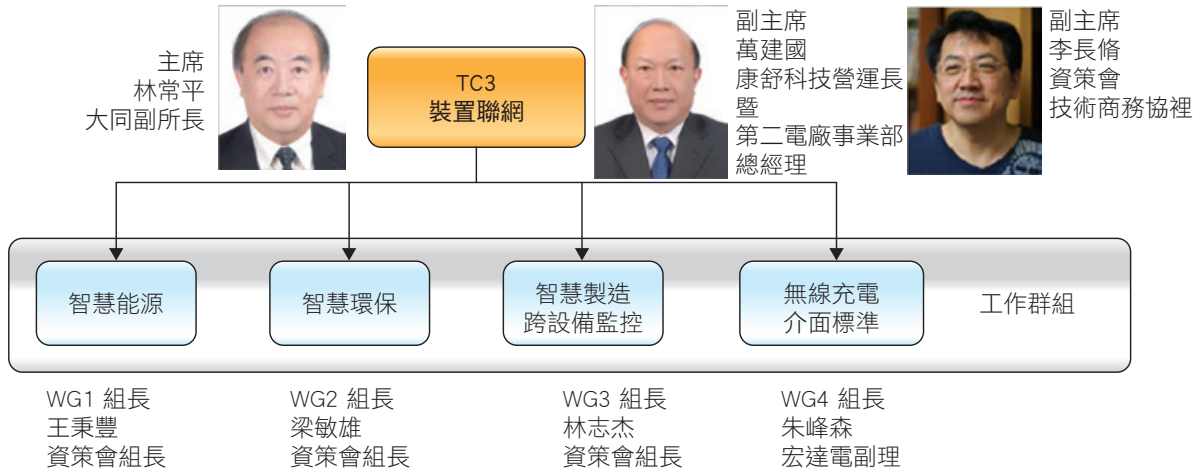 主席
林常平
大同副所長
TC3
裝置聯網
副主席
萬建國
康舒科技營運長
暨
第二電廠事業部
總經理
副主席
李長脩
資策會
技術商務協裡
智慧能源
智慧環保
智慧製造
跨設備監控
無線充電
介面標準
工作群組
WG1 組長
王秉豐
資策會組長
WG2 組長
梁敏雄
資策會組長
WG3 組長
林志杰
資策會組長
WG4 組長
朱峰森
宏達電副理